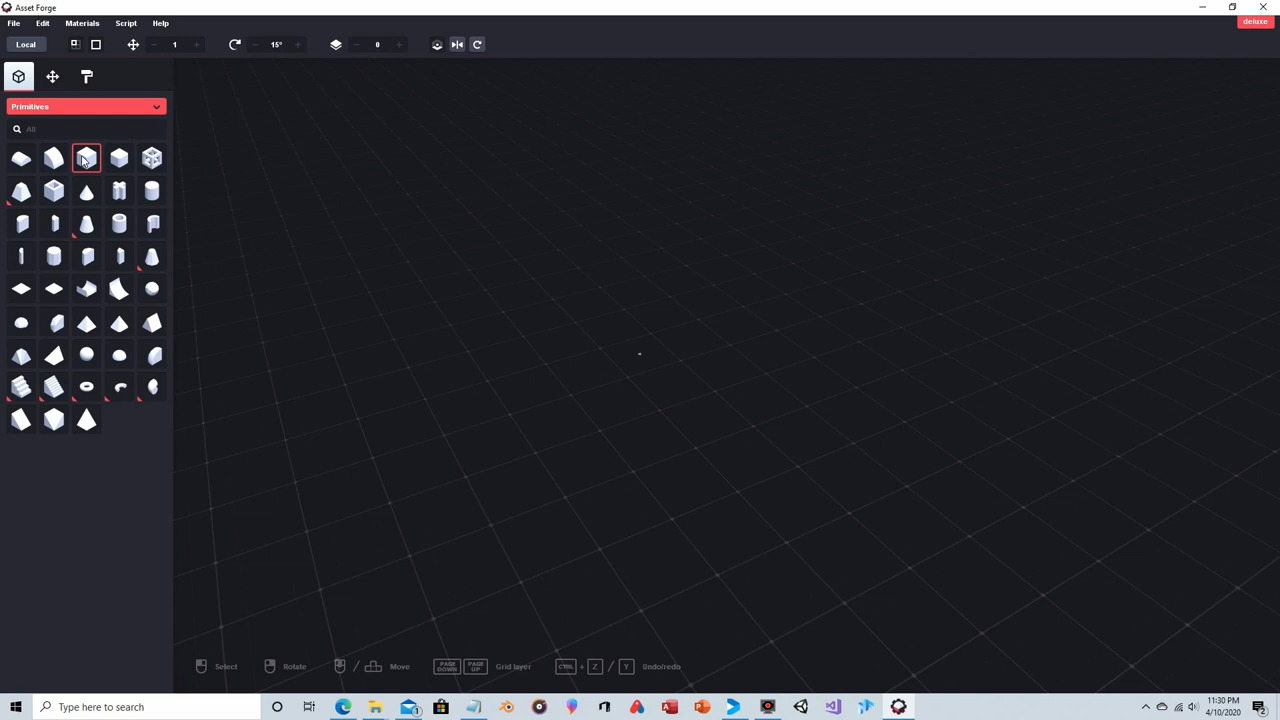 Asset Forge
File Edit Materials Script Help
deluxe
Local 1 15° 0
Primitives
All
Select Rotate / Move PAGE DOWN PAGE UP Grid layer CTRL + Z / Y Undo/redo
Type here to search
11:30 PM
4/10/2020